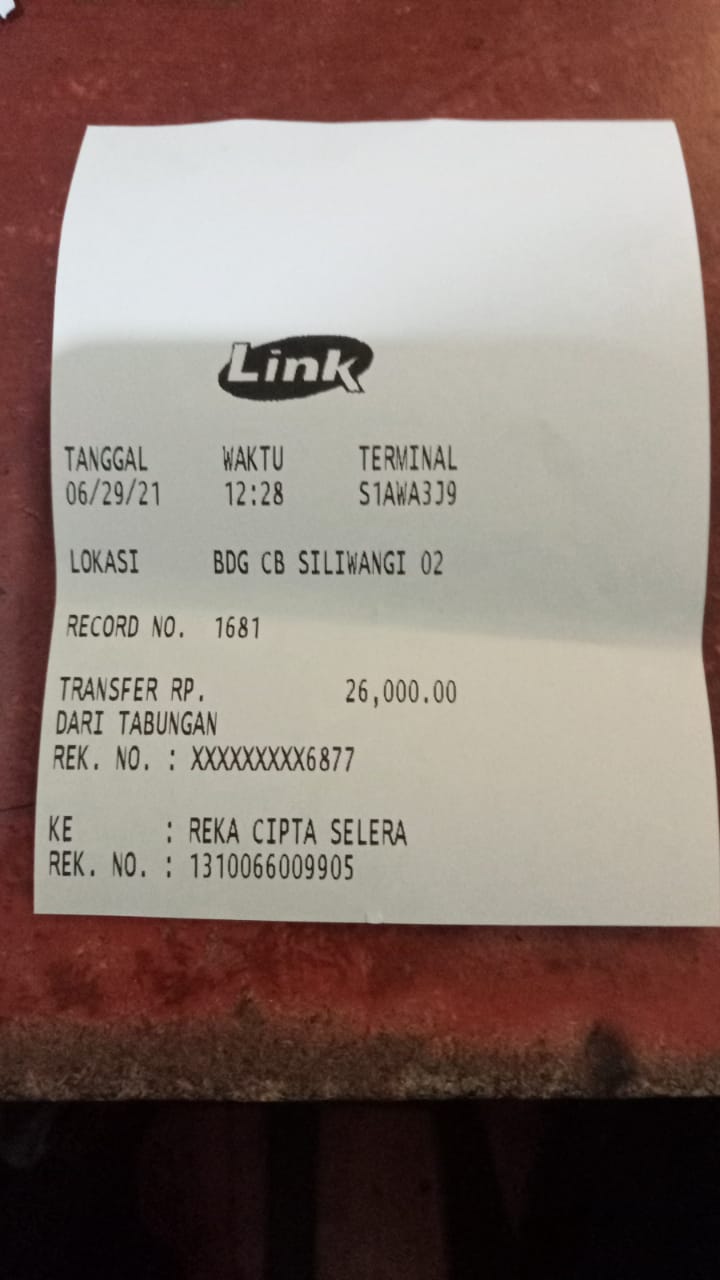 Link
TANGGAL WAKTU TERMINAL
06/29/21 12:28 S1AWA3J9
LOKASI BDG CB SILIWANGI 02
RECORD NO. 1681
TRANSFER RP. 26,000.00
DARI TABUNGAN
REK. NO. : XXXXXXXXX6877
KE : REKA CIPTA SELERA
REK. NO. : 1310066009905